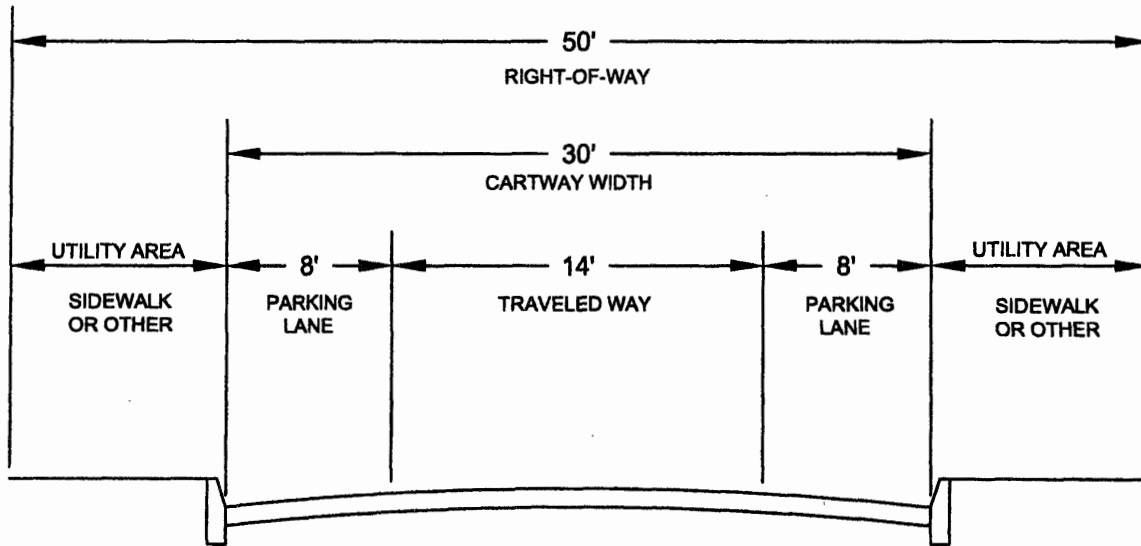 50'
RIGHT-OF-WAY
30'
CARTWAY WIDTH
UTILITY AREA
8'
14'
8'
UTILITY AREA
SIDEWALK
OR OTHER
PARKING
LANE
TRAVELED WAY
PARKING
LANE
SIDEWALK
OR OTHER